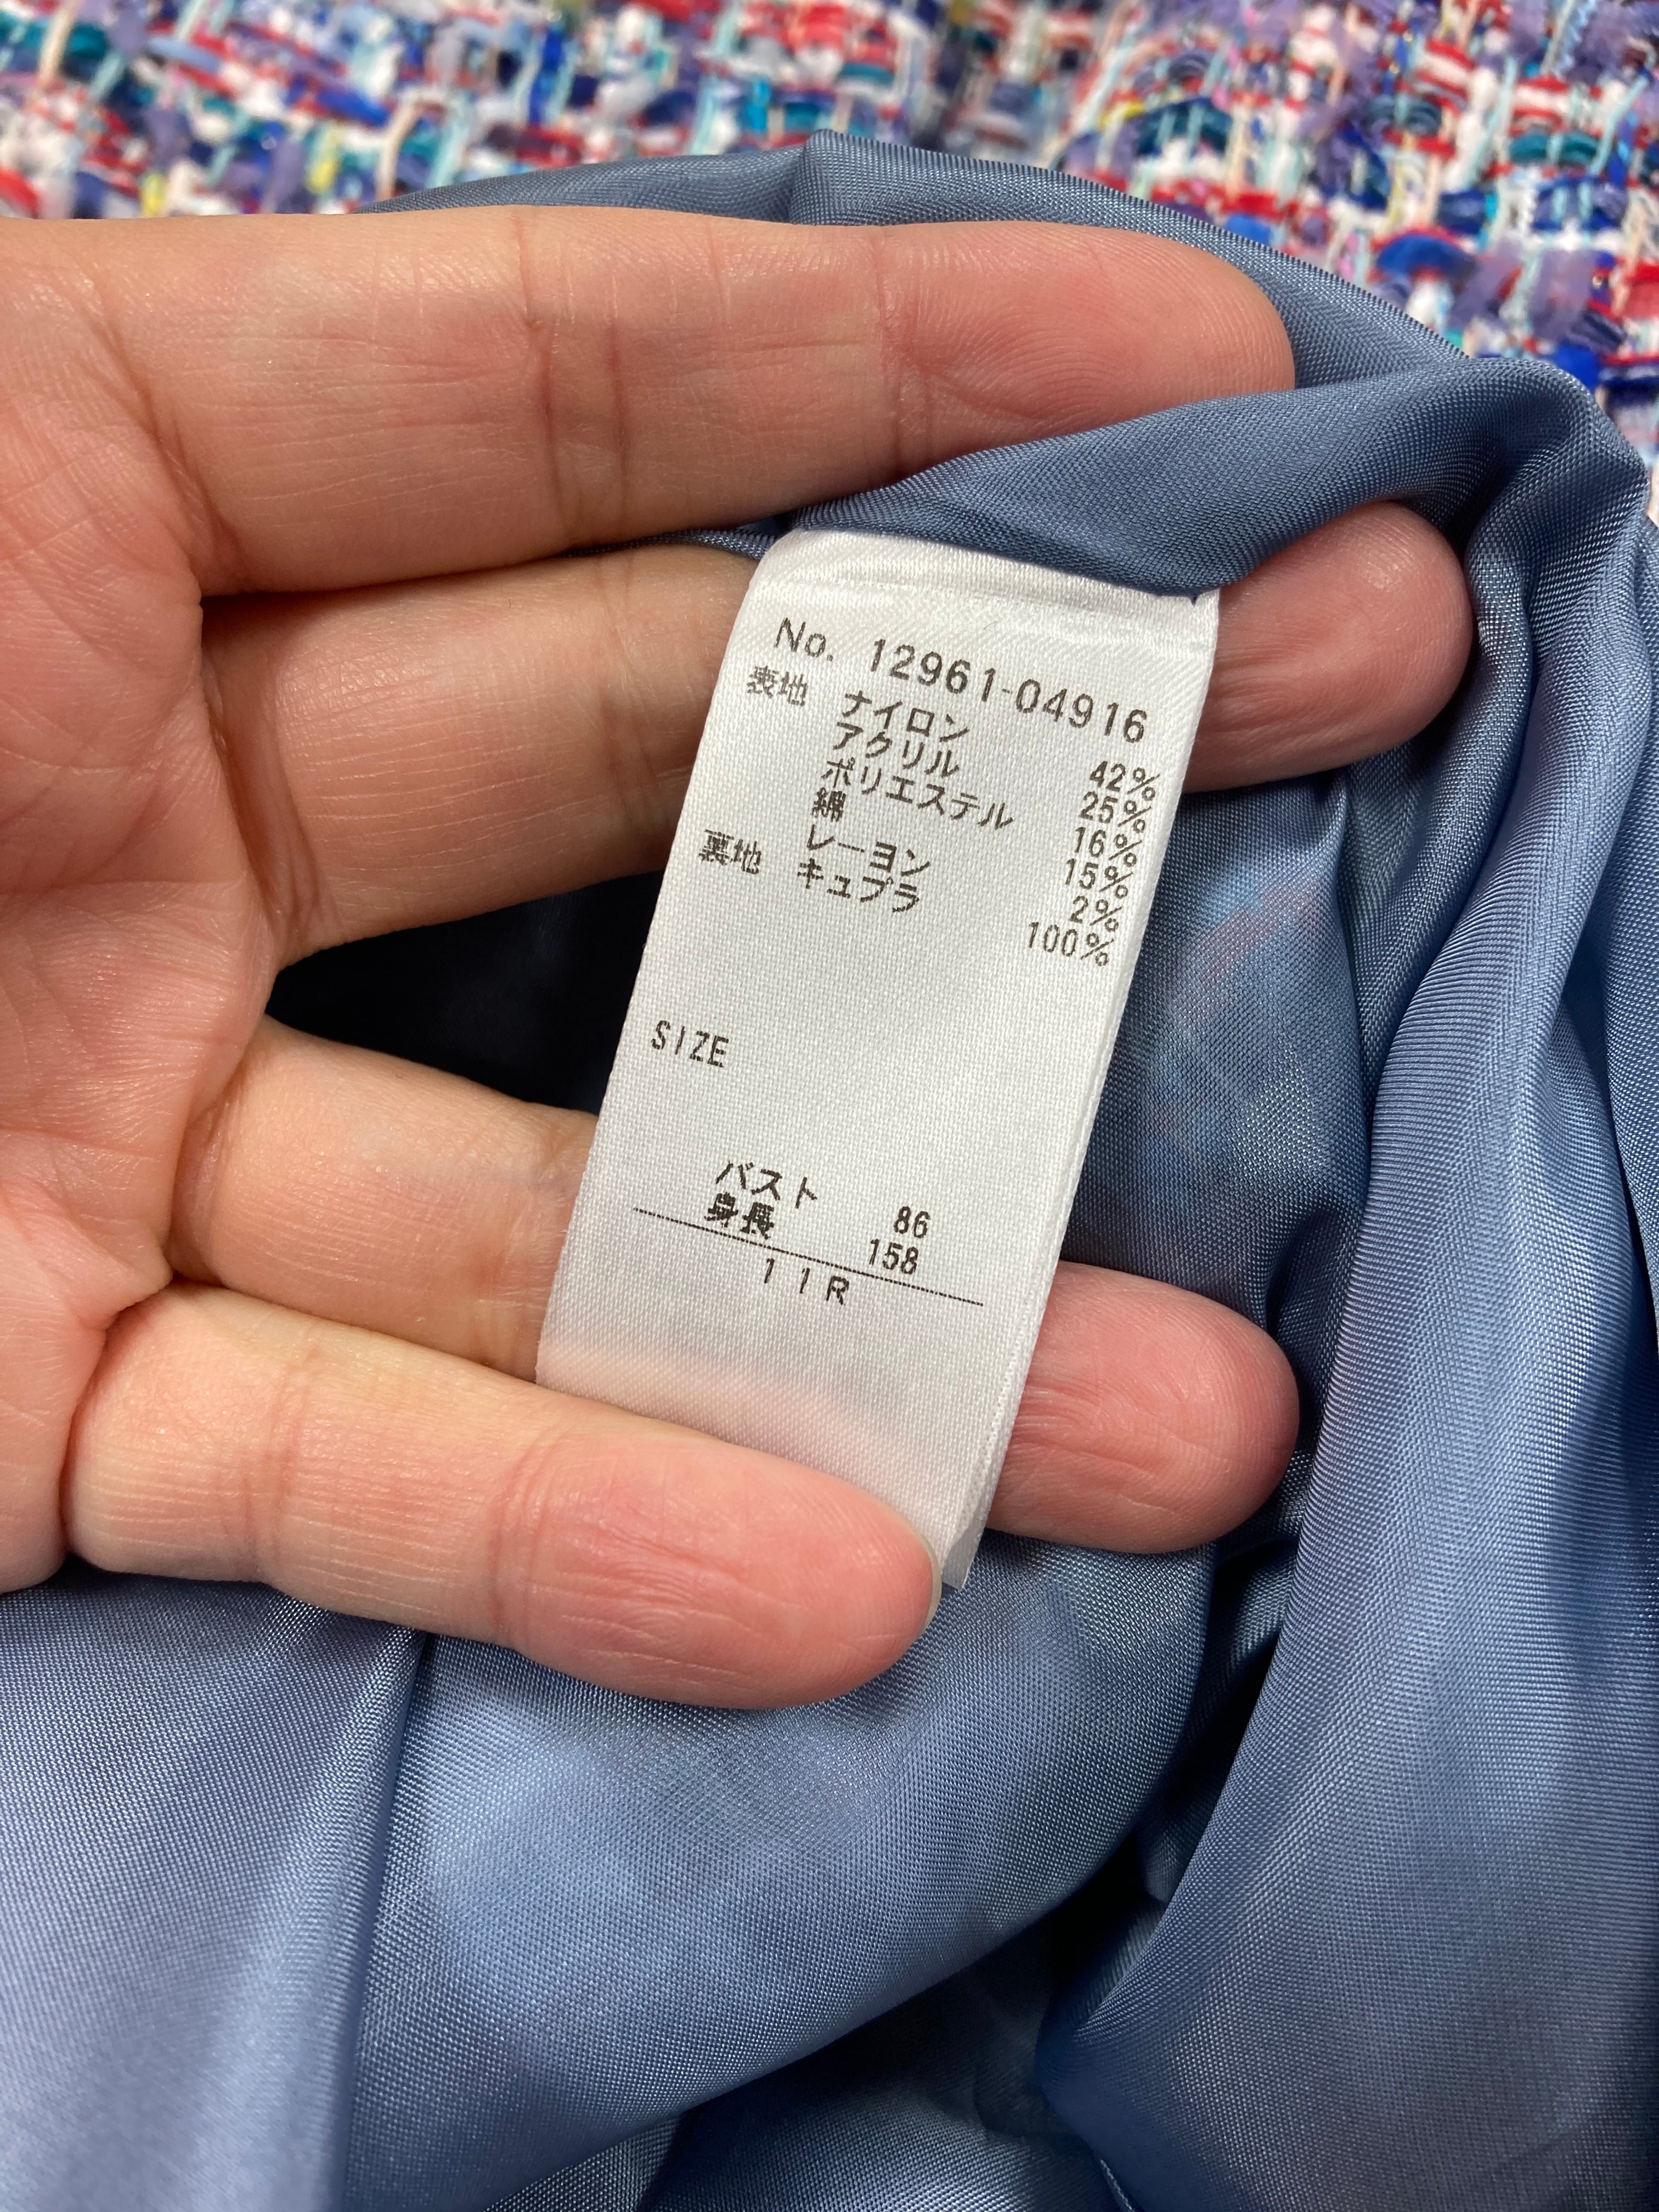 No. 12961-04916
表地 ナイロン 42%
アクリル 25%
ポリエステル 16%
綿 15%
レーヨン 2%
裏地 キュプラ 100%
SIZE
バスト 86
身長 158
11R